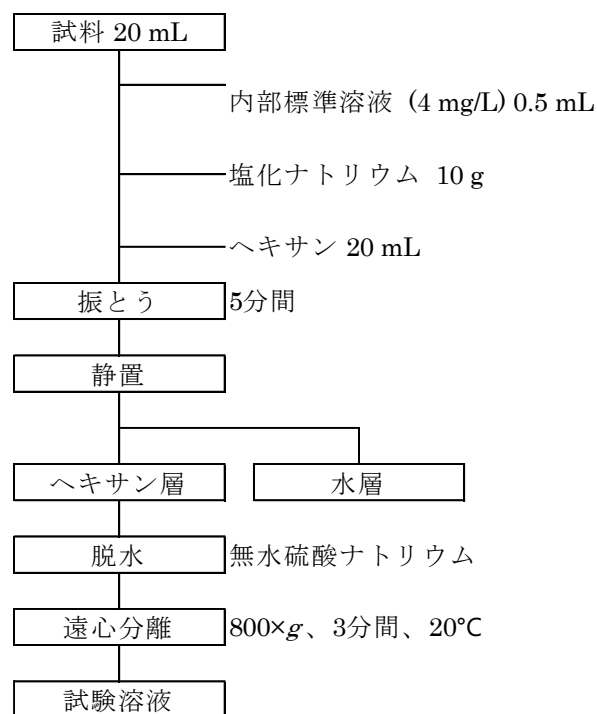 試料 20 mL
内部標準溶液 (4 mg/L) 0.5 mL
塩化ナトリウム 10 g
ヘキサン 20 mL
振とう 5分間
静置
ヘキサン層 水層
脱水 無水硫酸ナトリウム
遠心分離 800×g、3分間、20°C
試験溶液